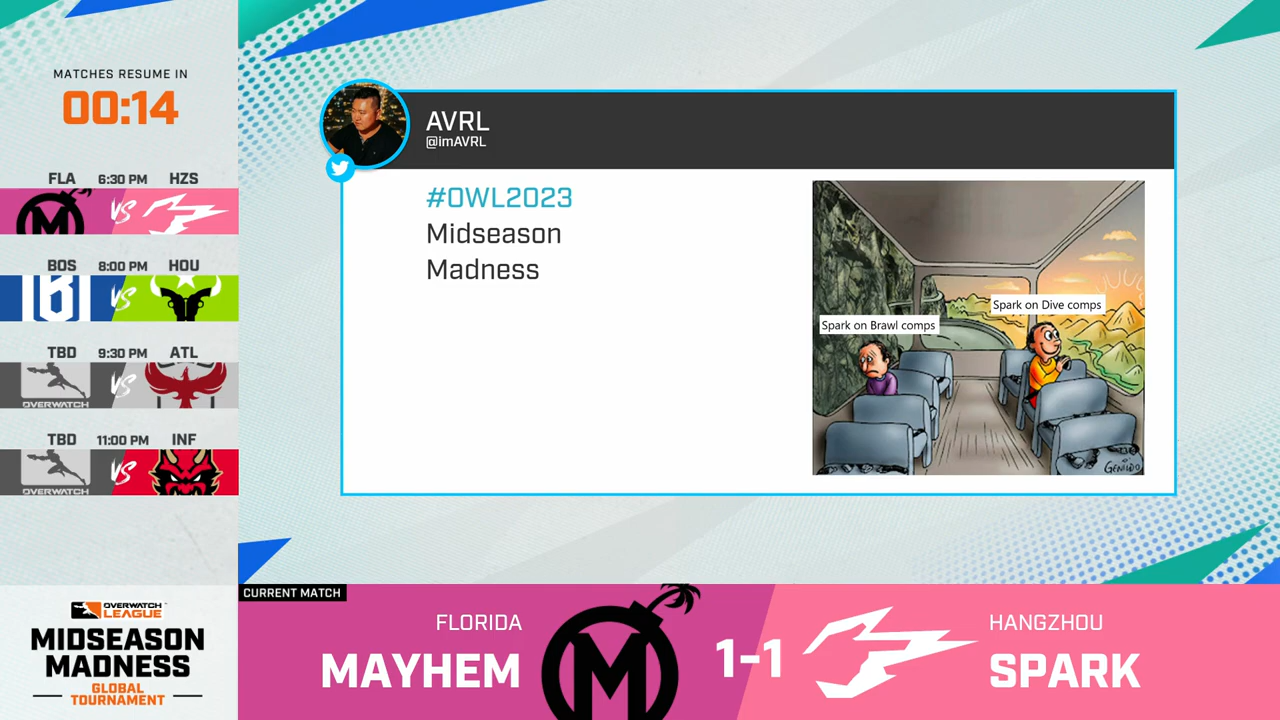 MATCHES RESUME IN
00:14
FLA 6:30 PM HZS
M VS
BOS 8:00 PM HOU
B VS
TBD 9:30 PM ATL
VS
OVERWATCH
TBD 11:00 PM INF
VS
OVERWATCH
OVERWATCH
LEAGUE
MIDSEASON
MADNESS
GLOBAL
TOURNAMENT
AVRL
@imAVRL
#OWL2023
Midseason
Madness
Spark on Dive comps
Spark on Brawl comps
GENILDO
CURRENT MATCH
FLORIDA
MAYHEM
M
1-1
HANGZHOU
SPARK